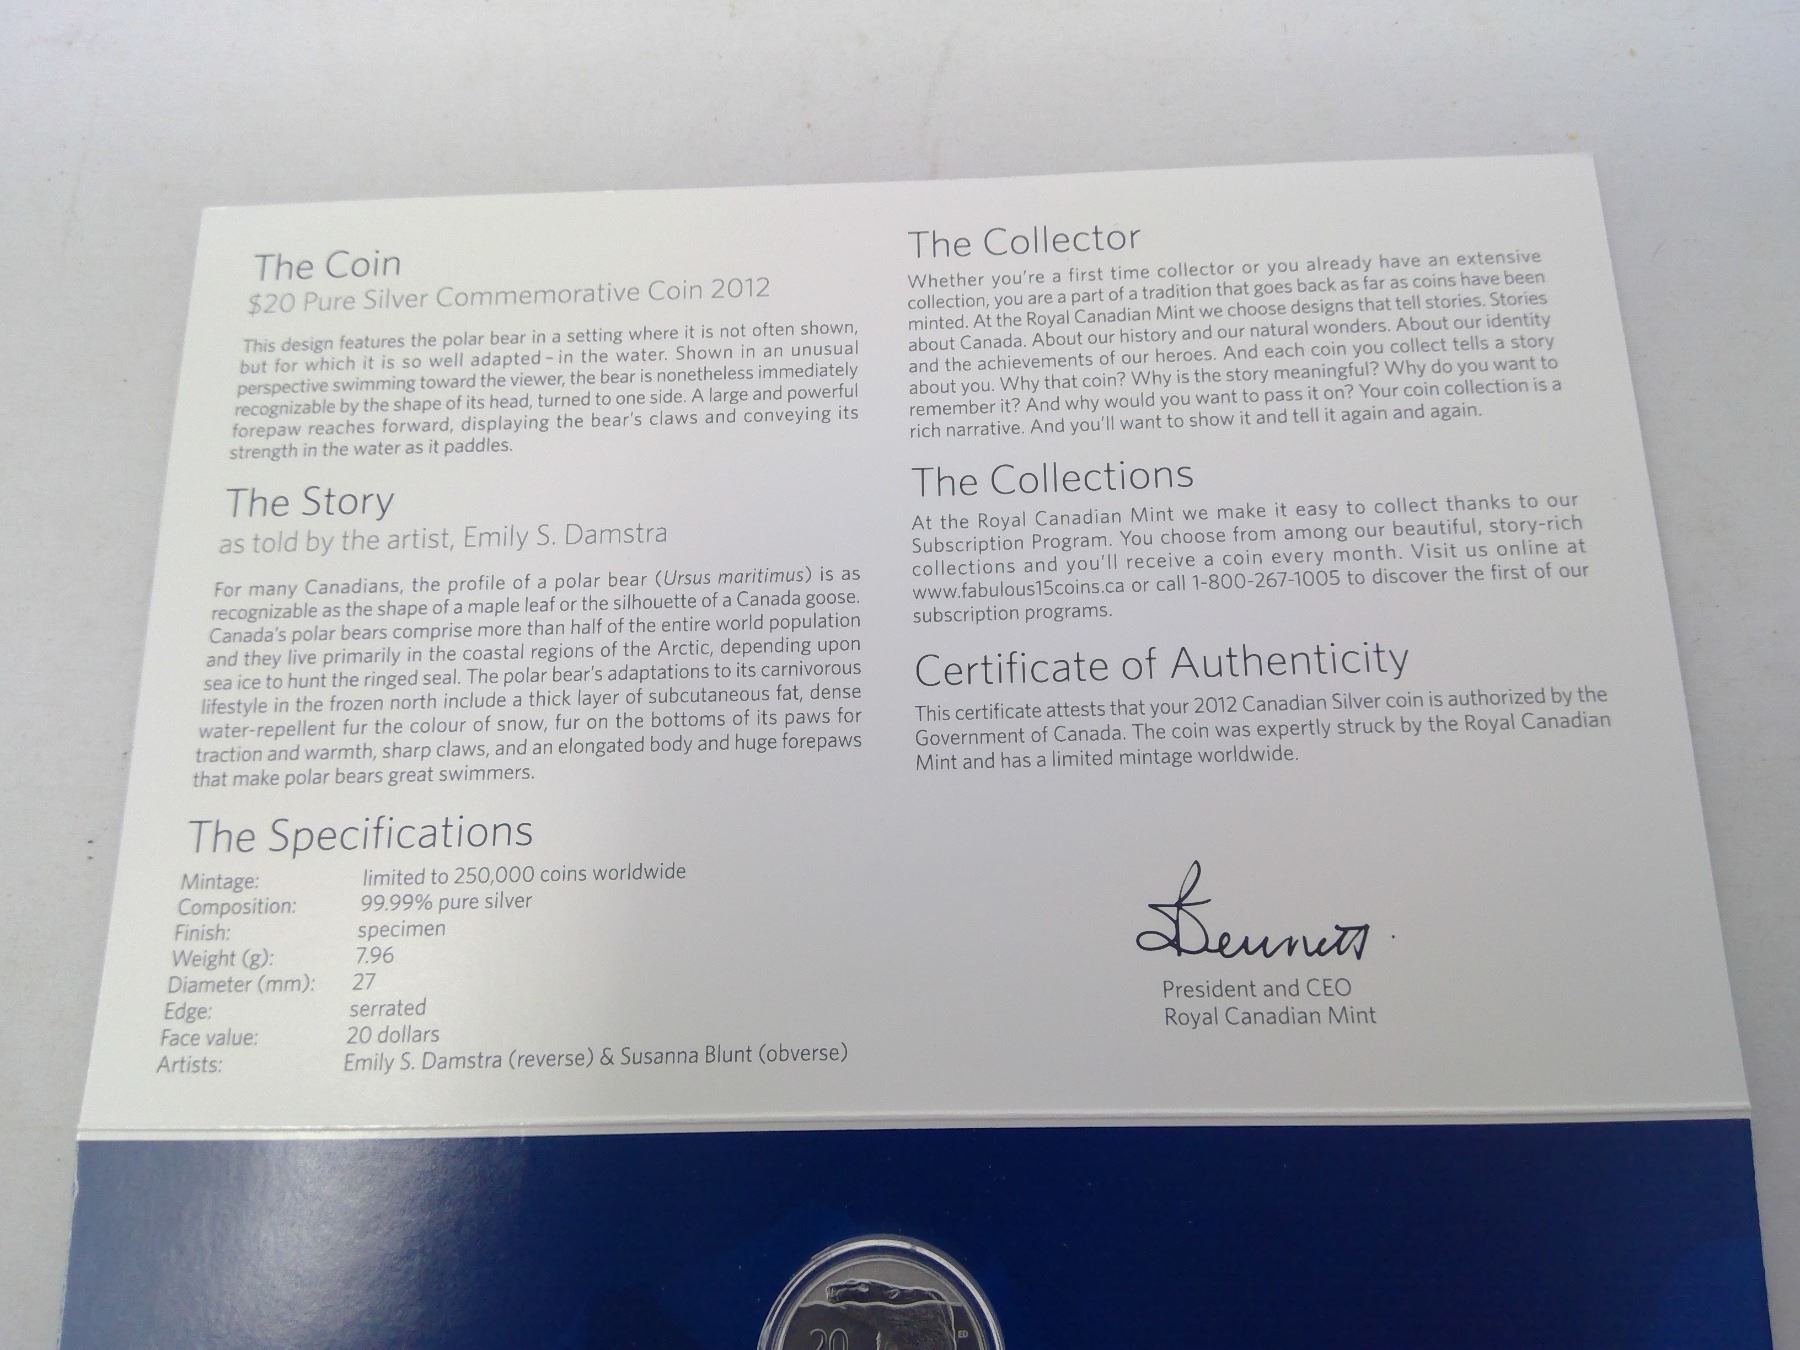 The Coin
$20 Pure Silver Commemorative Coin 2012
This design features the polar bear in a setting where it is not often shown,
but for which it is so well adapted – in the water. Shown in an unusual
perspective swimming toward the viewer, the bear is nonetheless immediately
recognizable by the shape of its head, turned to one side. A large and powerful
forepaw reaches forward, displaying the bear's claws and conveying its
strength in the water as it paddles.
The Story
as told by the artist, Emily S. Damstra
For many Canadians, the profile of a polar bear (Ursus maritimus) is as
recognizable as the shape of a maple leaf or the silhouette of a Canada goose.
Canada's polar bears comprise more than half of the entire world population
and they live primarily in the coastal regions of the Arctic, depending upon
sea ice to hunt the ringed seal. The polar bear's adaptations to its carnivorous
lifestyle in the frozen north include a thick layer of subcutaneous fat, dense
water-repellent fur the colour of snow, fur on the bottoms of its paws for
traction and warmth, sharp claws, and an elongated body and huge forepaws
that make polar bears great swimmers.
The Specifications
Mintage: limited to 250,000 coins worldwide
Composition: 99.99% pure silver
Finish: specimen
Weight (g): 7.96
Diameter (mm): 27
Edge: serrated
Face value: 20 dollars
Artists: Emily S. Damstra (reverse) & Susanna Blunt (obverse)
The Collector
Whether you're a first time collector or you already have an extensive
collection, you are a part of a tradition that goes back as far as coins have been
minted. At the Royal Canadian Mint we choose designs that tell stories. Stories
about Canada. About our history and our natural wonders. About our identity
and the achievements of our heroes. And each coin you collect tells a story
about you. Why that coin? Why is the story meaningful? Why do you want to
remember it? And why would you want to pass it on? Your coin collection is a
rich narrative. And you'll want to show it and tell it again and again.
The Collections
At the Royal Canadian Mint we make it easy to collect thanks to our
Subscription Program. You choose from among our beautiful, story-rich
collections and you'll receive a coin every month. Visit us online at
www.fabulous15coins.ca or call 1-800-267-1005 to discover the first of our
subscription programs.
Certificate of Authenticity
This certificate attests that your 2012 Canadian Silver coin is authorized by the
Government of Canada. The coin was expertly struck by the Royal Canadian
Mint and has a limited mintage worldwide.
Bennett
President and CEO
Royal Canadian Mint
20
ED